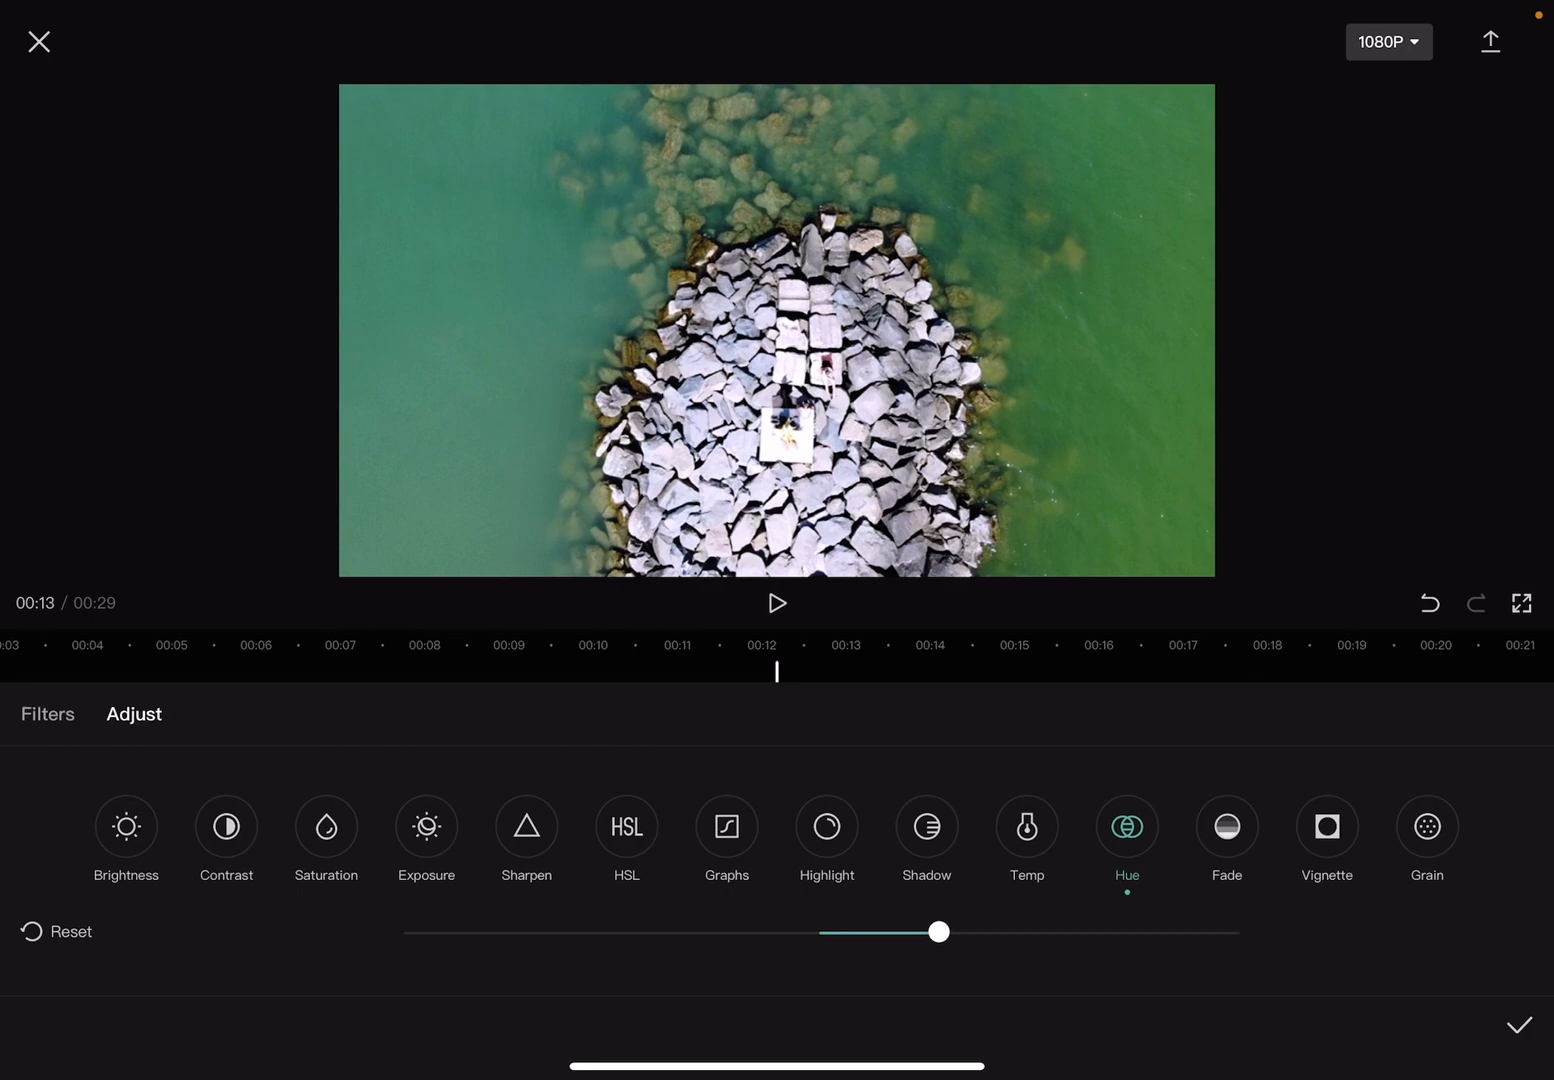 1080P
00:13 / 00:29
:03 00:04 00:05 00:06 00:07 00:08 00:09 00:10 00:11 00:12 00:13 00:14 00:15 00:16 00:17 00:18 00:19 00:20 00:21
Filters Adjust
HSL
Brightness Contrast Saturation Exposure Sharpen HSL Graphs Highlight Shadow Temp Hue Fade Vignette Grain
Reset